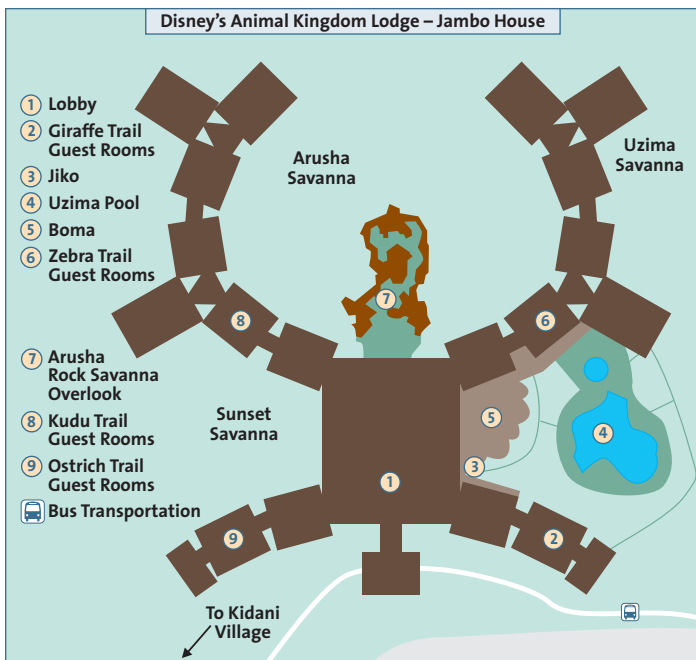 Disney's Animal Kingdom Lodge – Jambo House
1 Lobby
2 Giraffe Trail
Guest Rooms
3 Jiko
4 Uzima Pool
5 Boma
6 Zebra Trail
Guest Rooms
7 Arusha
Rock Savanna
Overlook
8 Kudu Trail
Guest Rooms
9 Ostrich Trail
Guest Rooms
Bus Transportation
Arusha
Savanna
Uzima
Savanna
7
8
6
Sunset
Savanna
5
4
3
1
9
2
To Kidani
Village